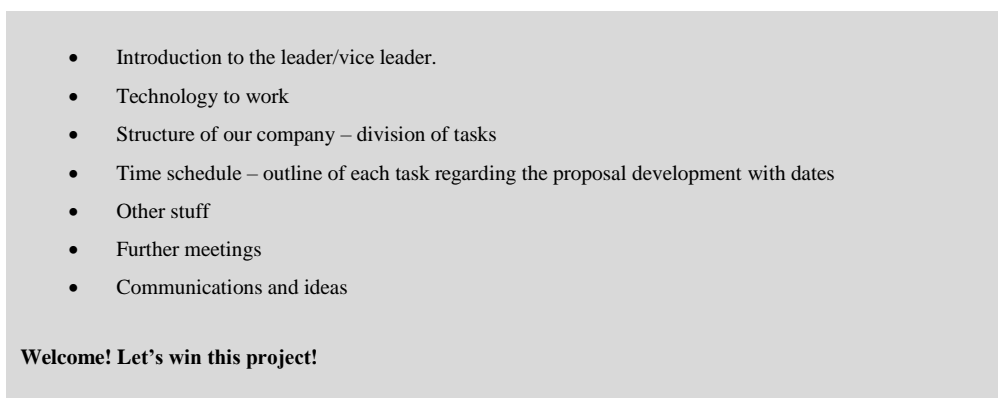 • Introduction to the leader/vice leader.
• Technology to work
• Structure of our company – division of tasks
• Time schedule – outline of each task regarding the proposal development with dates
• Other stuff
• Further meetings
• Communications and ideas
Welcome! Let’s win this project!